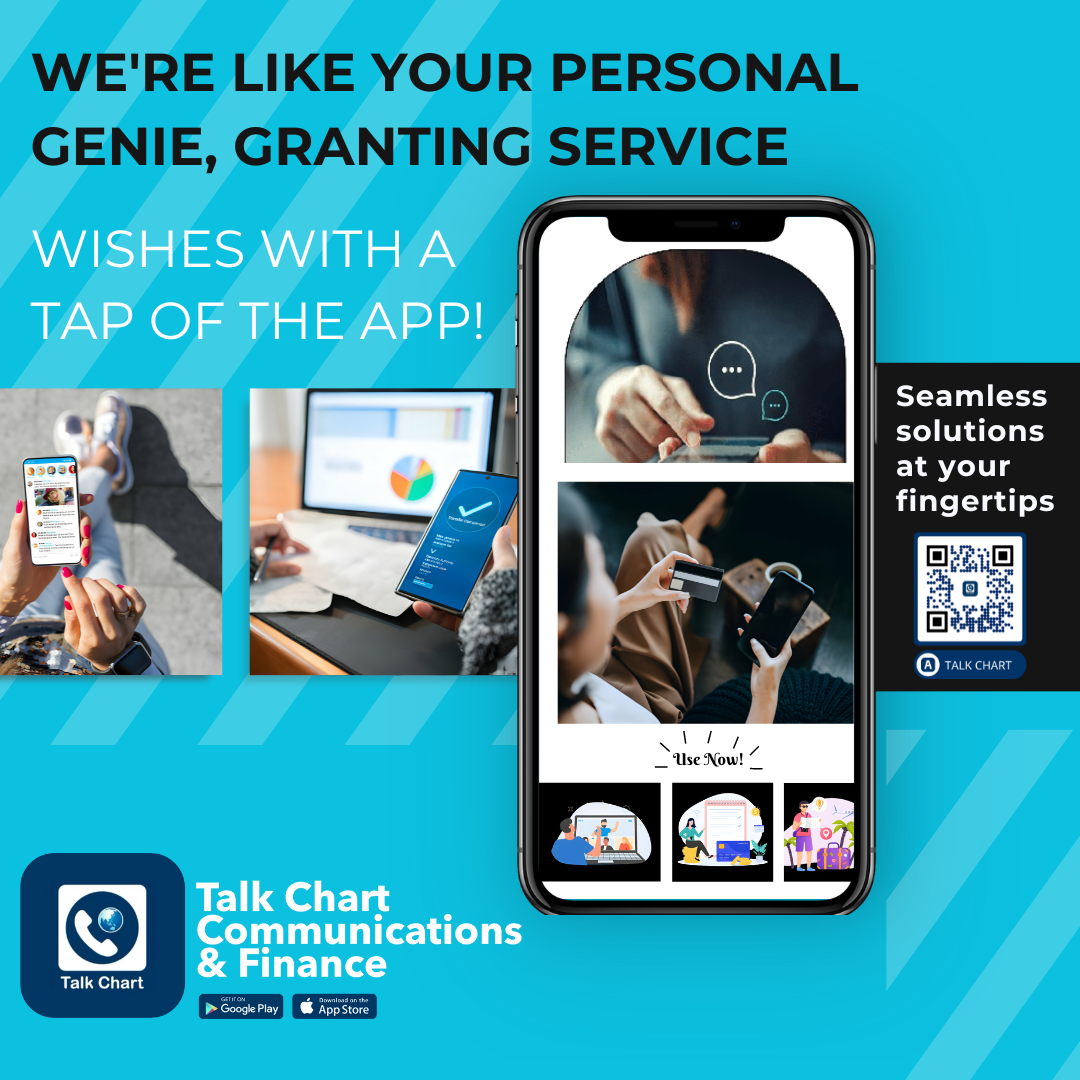 WE'RE LIKE YOUR PERSONAL
GENIE, GRANTING SERVICE
WISHES WITH A
TAP OF THE APP!
Seamless
solutions
at your
fingertips
A TALK CHART
Use Now!
Talk Chart
Talk Chart
Communications
& Finance
GET IT ON
Google Play
Download on the
App Store